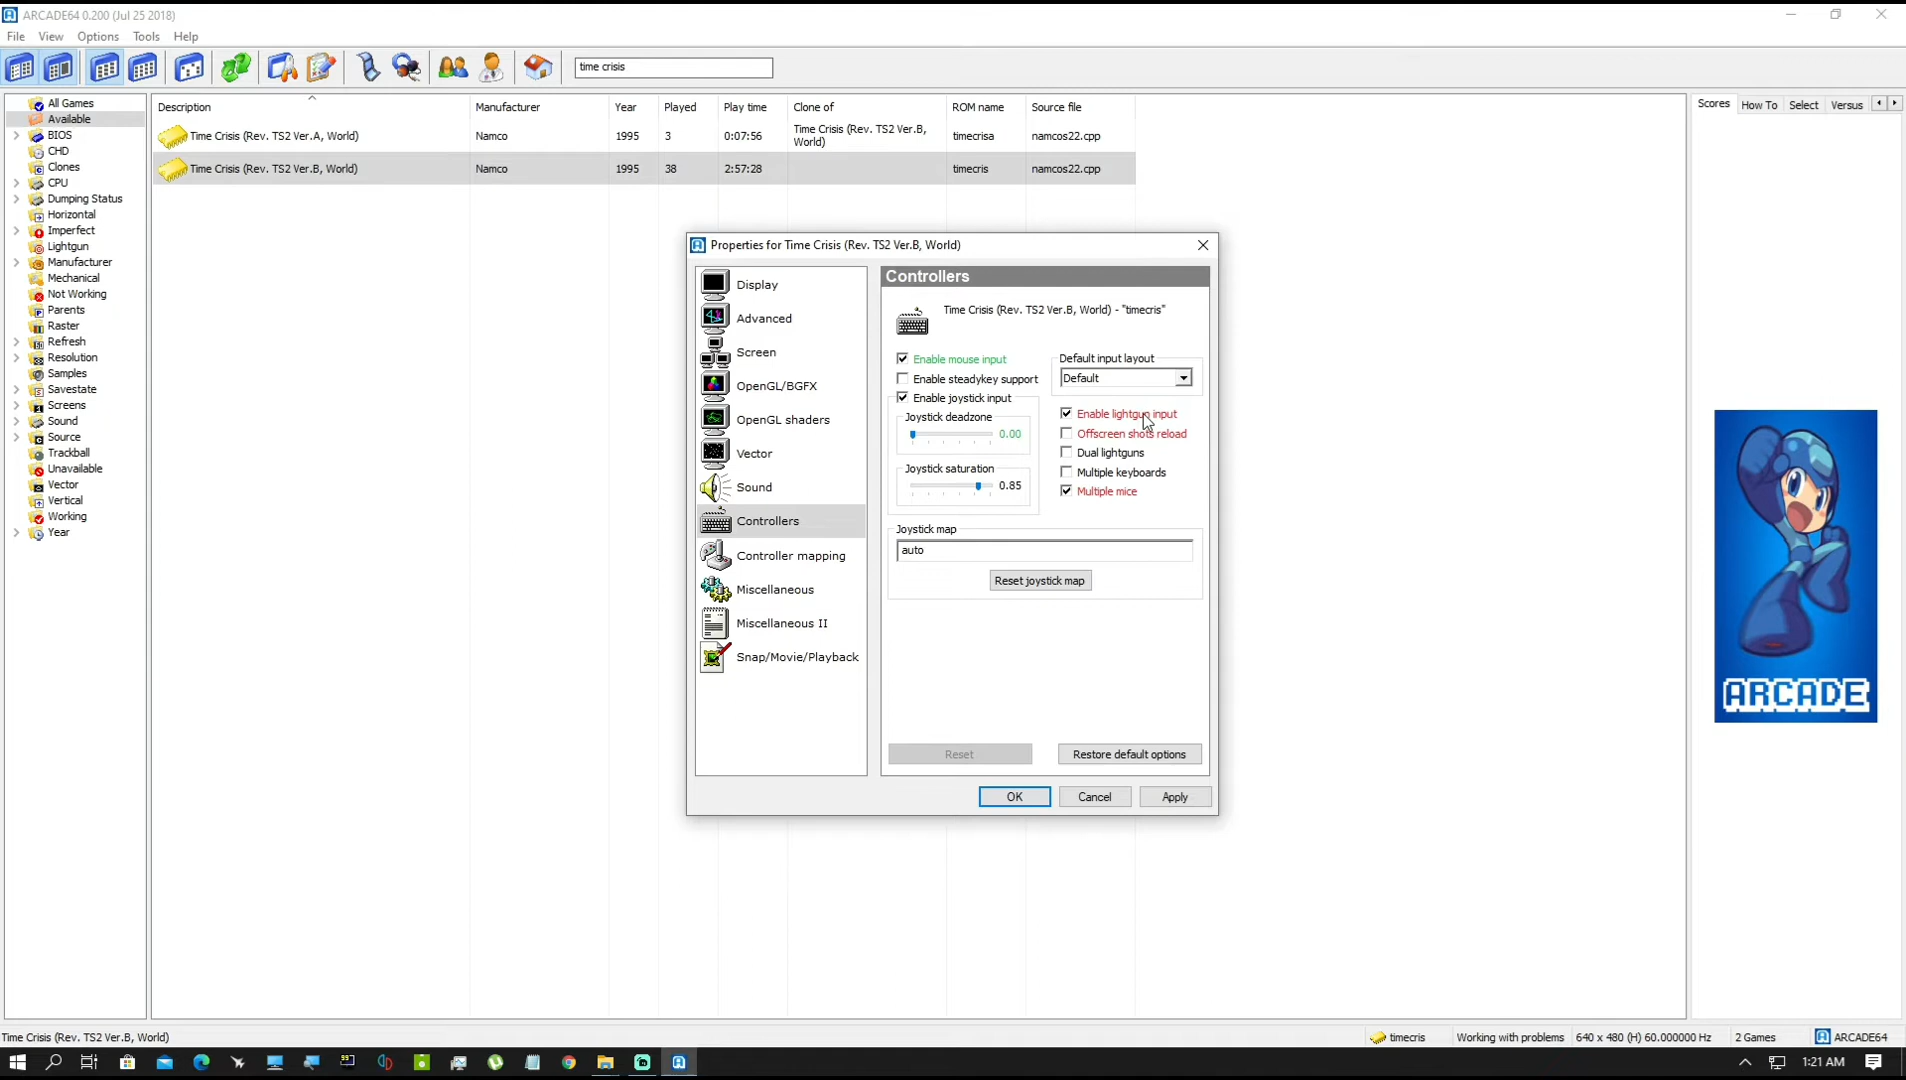 ARCADE64 0.200 (Jul 25 2018)
File View Options Tools Help
time crisis
All Games
Available
BIOS
CHD
Clones
CPU
Dumping Status
Horizontal
Imperfect
Lightgun
Manufacturer
Mechanical
Not Working
Parents
Raster
Refresh
Resolution
Samples
Savestate
Screens
Sound
Source
Trackball
Unavailable
Vector
Vertical
Working
Year
Description Manufacturer Year Played Play time Clone of ROM name Source file
Time Crisis (Rev. TS2 Ver.A, World) Namco 1995 3 0:07:56 Time Crisis (Rev. TS2 Ver.B, World) timecrisa namcos22.cpp
Time Crisis (Rev. TS2 Ver.B, World) Namco 1995 38 2:57:28 timecris namcos22.cpp
Scores How To Select Versus
Properties for Time Crisis (Rev. TS2 Ver.B, World)
Display
Advanced
Screen
OpenGL/BGFX
OpenGL shaders
Vector
Sound
Controllers
Controller mapping
Miscellaneous
Miscellaneous II
Snap/Movie/Playback
Controllers
Time Crisis (Rev. TS2 Ver.B, World) - "timecris"
Enable mouse input
Enable steadykey support
Enable joystick input
Joystick deadzone
0.00
Joystick saturation
0.85
Default input layout
Default
Enable lightgun input
Offscreen shots reload
Dual lightguns
Multiple keyboards
Multiple mice
Joystick map
auto
Reset joystick map
Reset Restore default options
OK Cancel Apply
ARCADE
Time Crisis (Rev. TS2 Ver.B, World) timecris Working with problems 640 x 480 (H) 60.000000 Hz 2 Games ARCADE64
99
1:21 AM